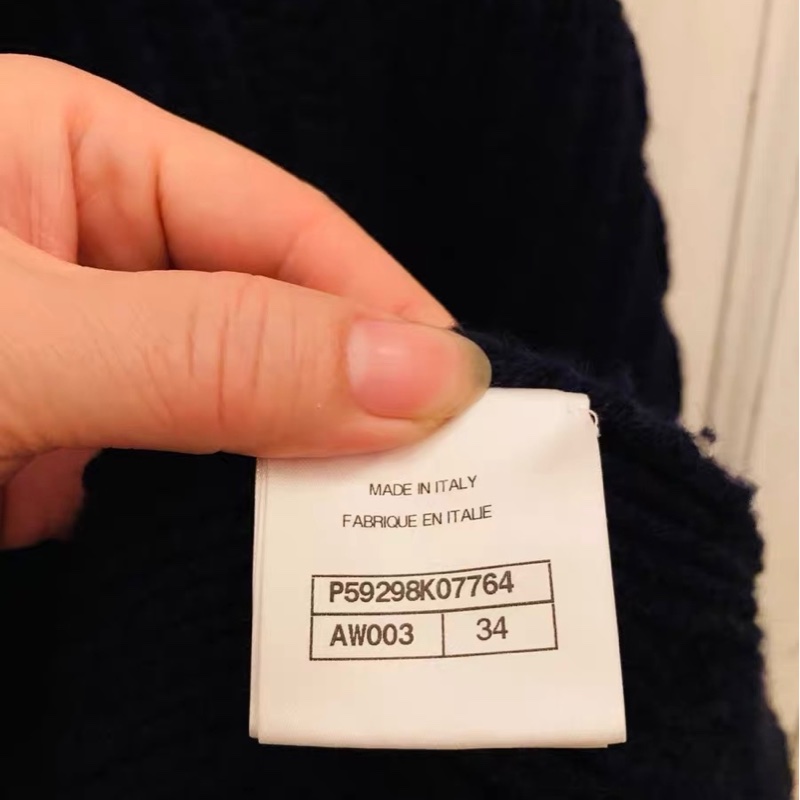 MADE IN ITALY
FABRIQUE EN ITALIE
P59298K07764
AW003 34